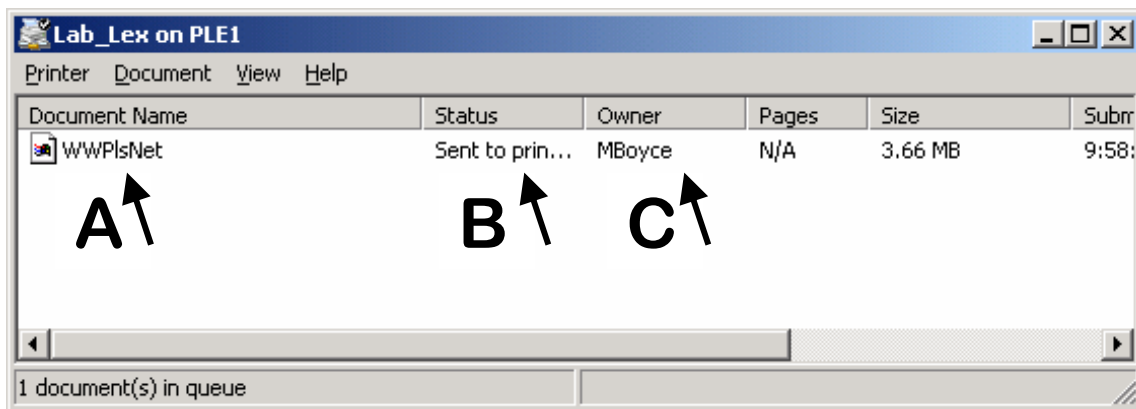 Lab_Lex on PLE1
Printer Document View Help
Document Name Status Owner Pages Size Subm
WWPlsNet Sent to prin... MBoyce N/A 3.66 MB 9:58:
A B C
1 document(s) in queue